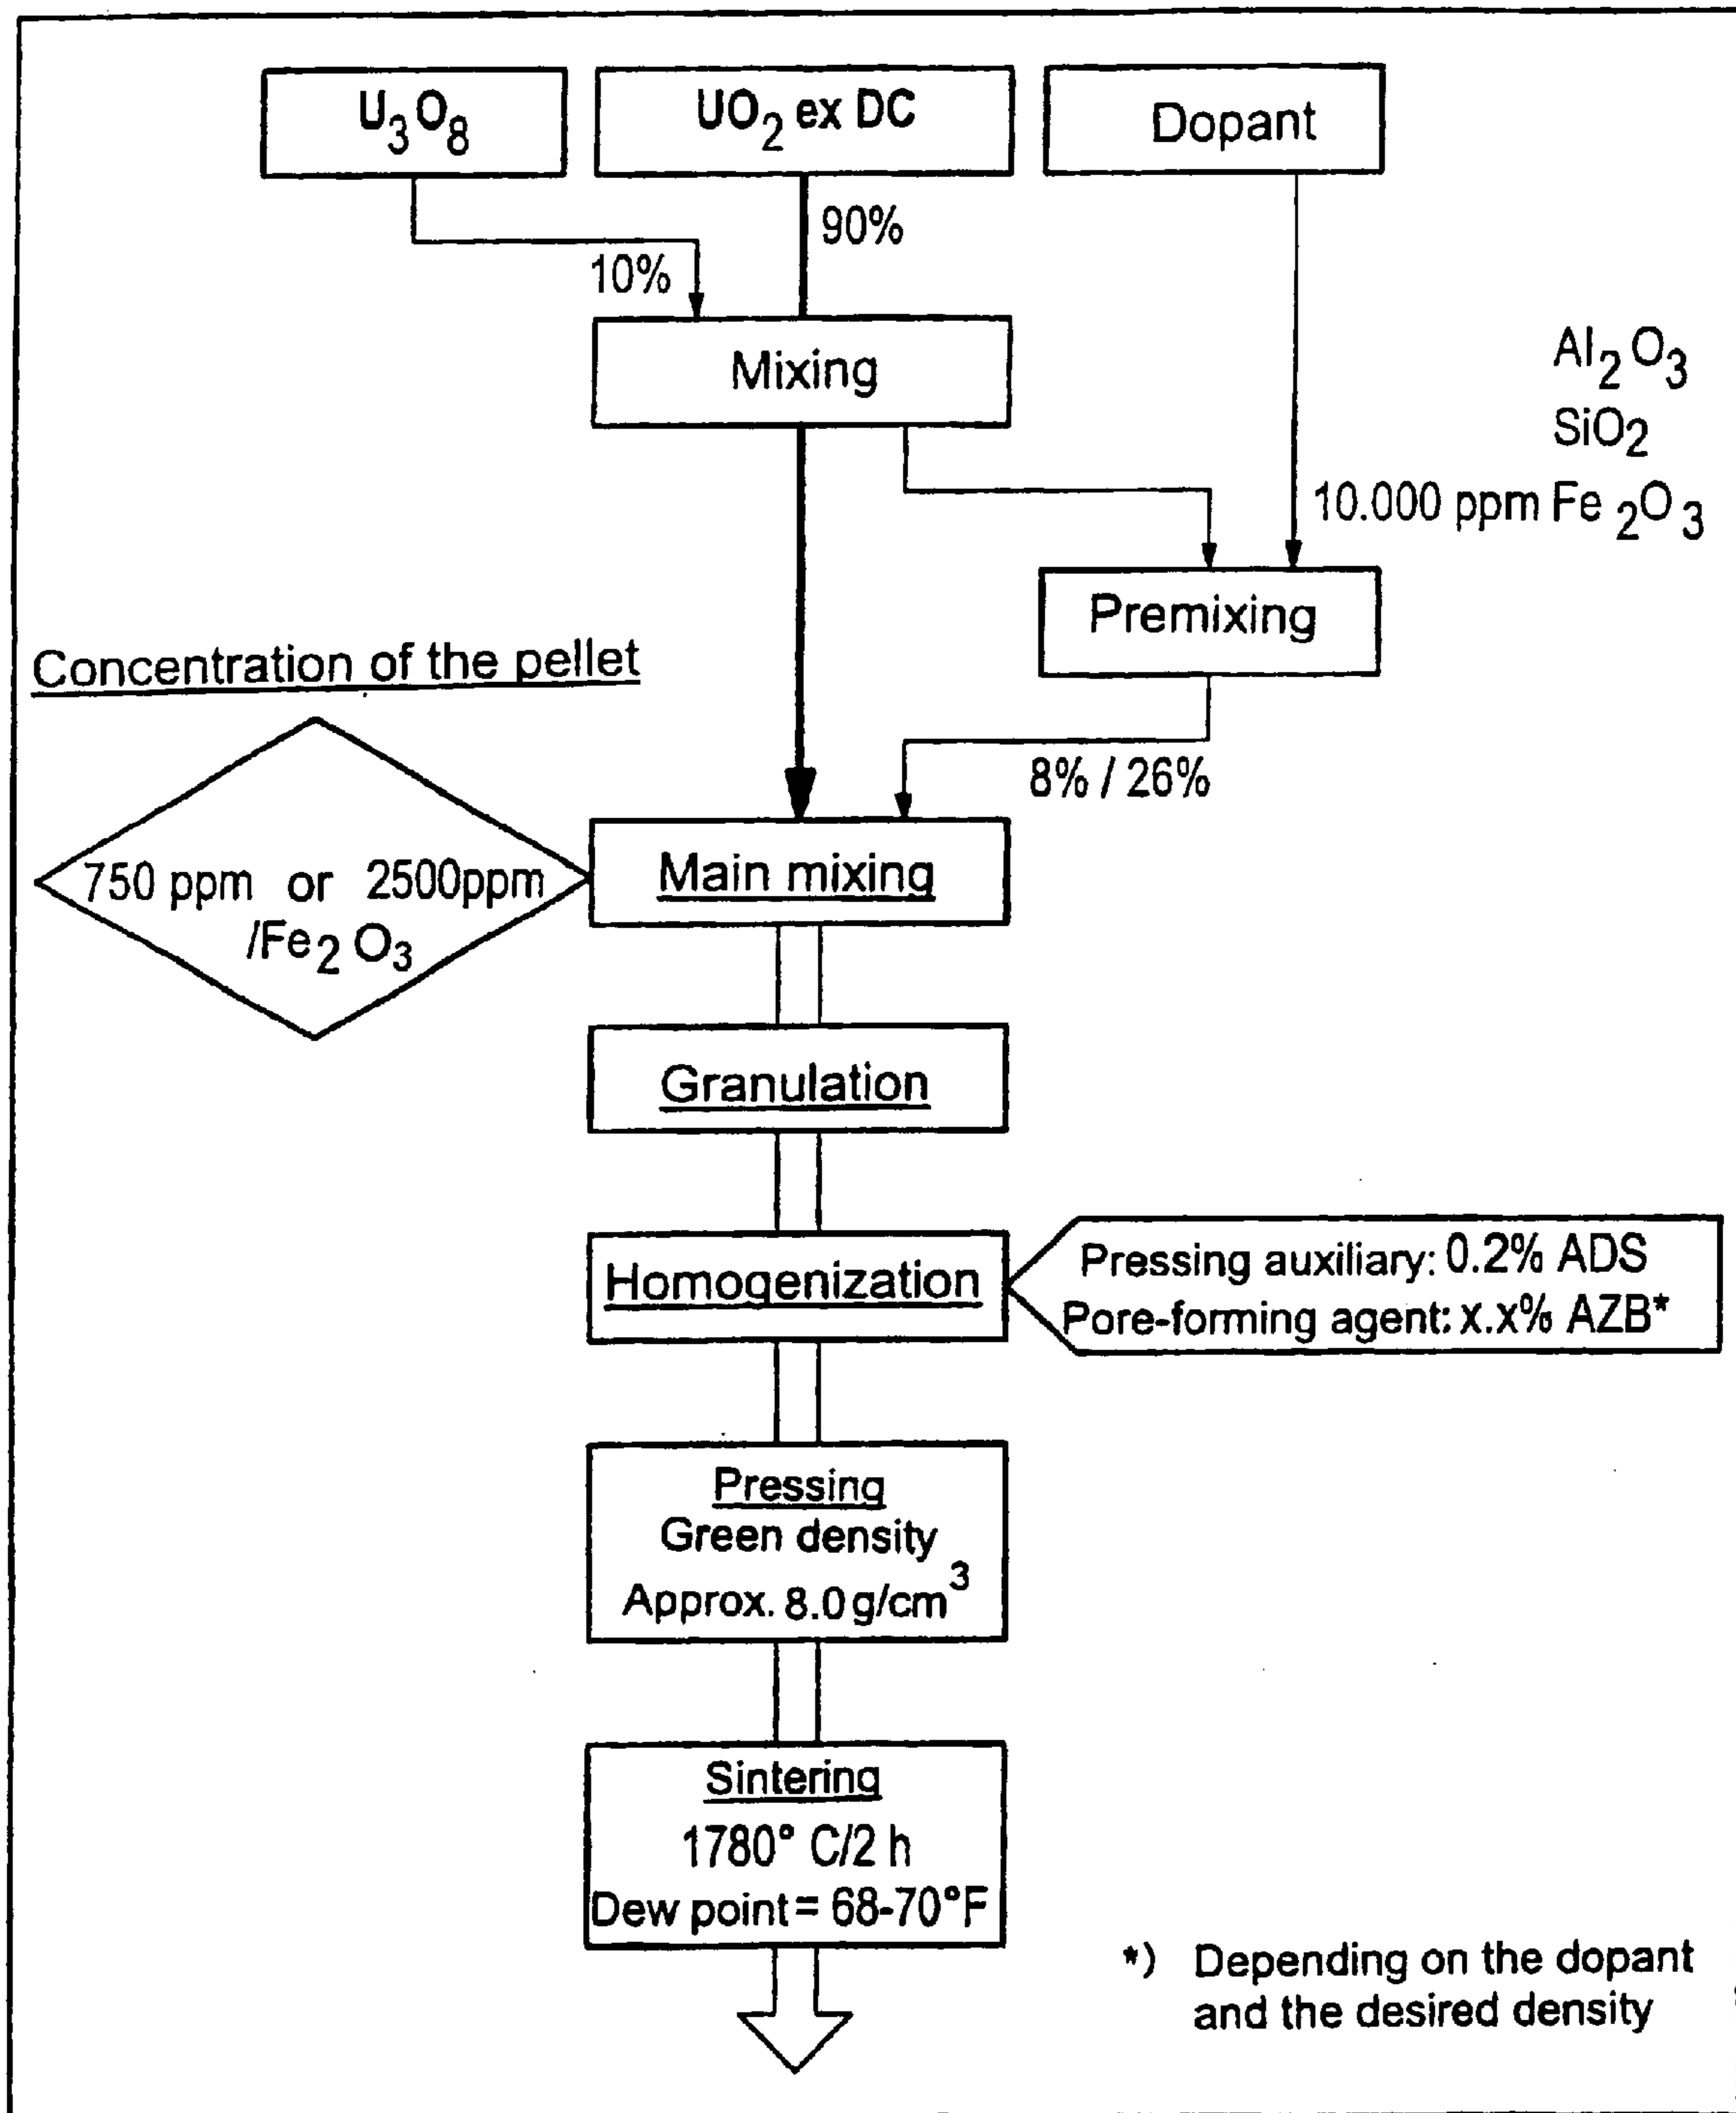 U3O8
UO2 ex DC
Dopant
90%
10%
Mixing
Al2O3
SiO2
10.000 ppm Fe2O3
Premixing
Concentration of the pellet
8% / 26%
750 ppm or 2500ppm
/Fe2O3
Main mixing
Granulation
Homogenization
Pressing auxiliary: 0.2% ADS
Pore-forming agent: x.x% AZB*
Pressing
Green density
Approx. 8.0 g/cm3
Sintering
1780° C/2 h
Dew point = 68-70°F
*) Depending on the dopant
and the desired density